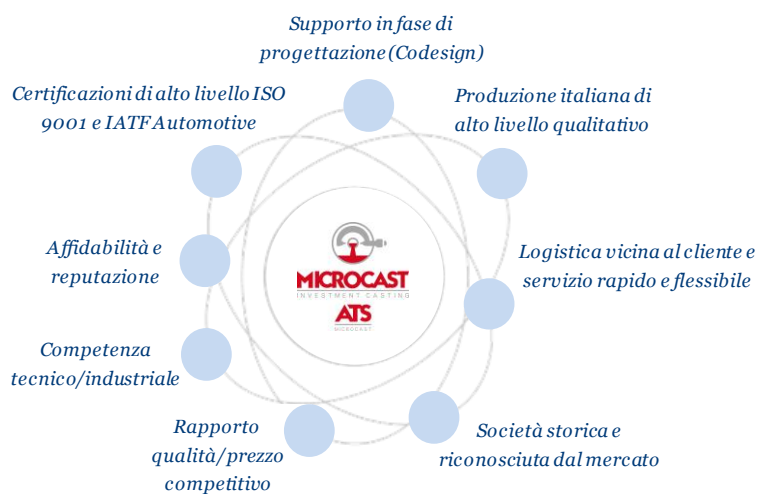 Supporto in fase di
progettazione (Codesign)
Certificazioni di alto livello ISO
9001 e IATF Automotive
Produzione italiana di
alto livello qualitativo
Affidabilità e
reputazione
MICROCAST
INVESTMENT CASTING
ATS
MICROCAST
Logistica vicina al cliente e
servizio rapido e flessibile
Competenza
tecnico/industriale
Rapporto
qualità/prezzo
competitivo
Società storica e
riconosciuta dal mercato